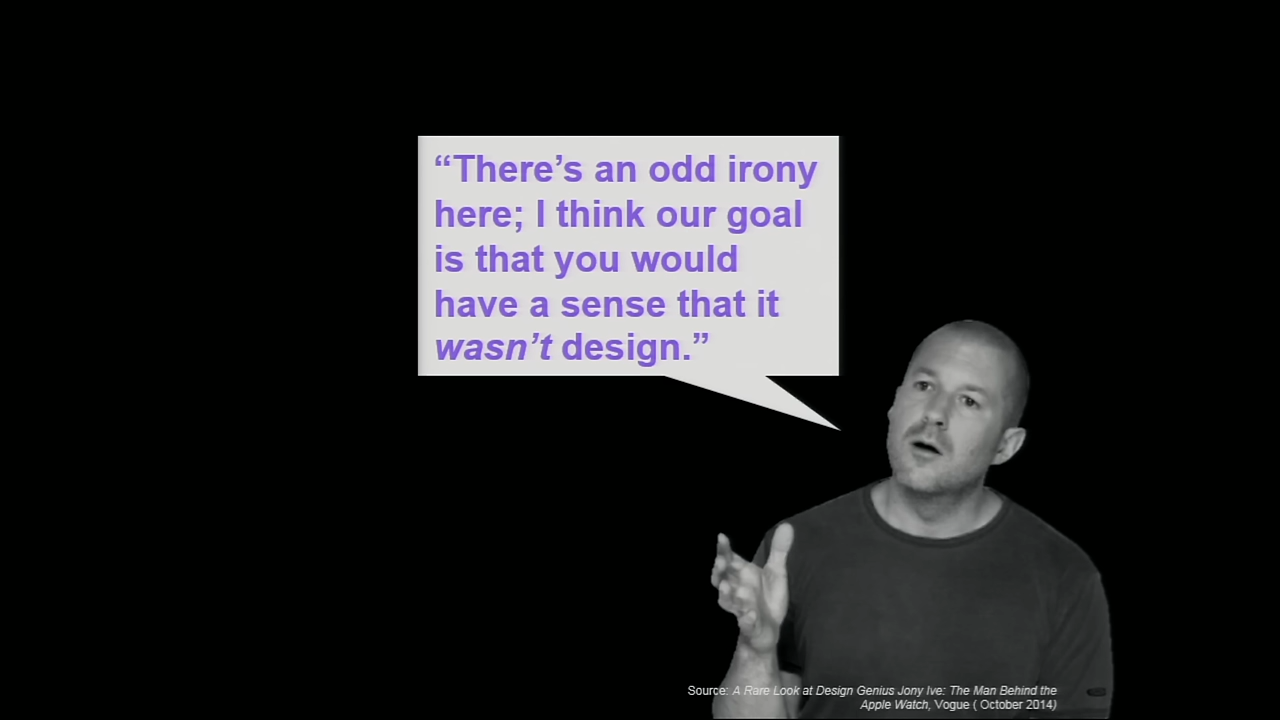 “There’s an odd irony
here; I think our goal
is that you would
have a sense that it
wasn’t design.”
Source: A Rare Look at Design Genius Jony Ive: The Man Behind the
Apple Watch, Vogue ( October 2014)